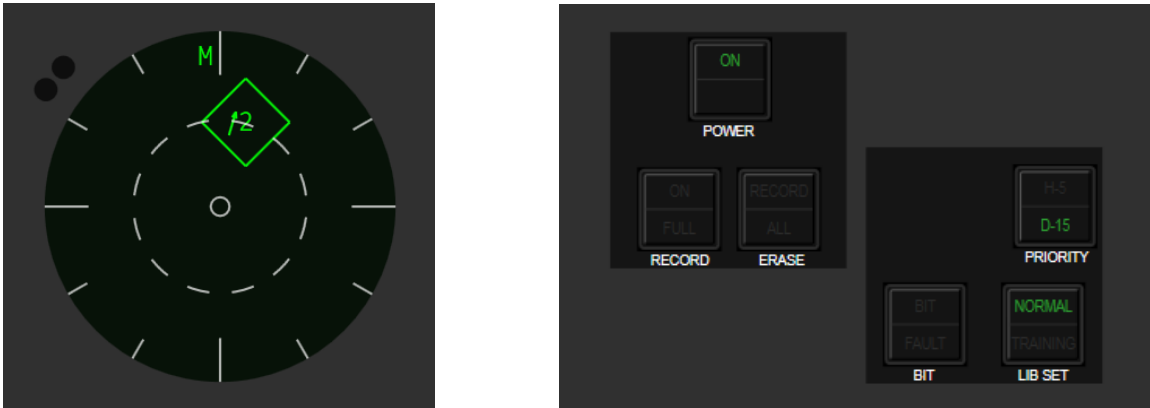 M
12
ON
POWER
ON RECORD
FULL ALL
RECORD ERASE
H-5
D-15
PRIORITY
BIT NORMAL
FAULT TRAINING
BIT LIB SET